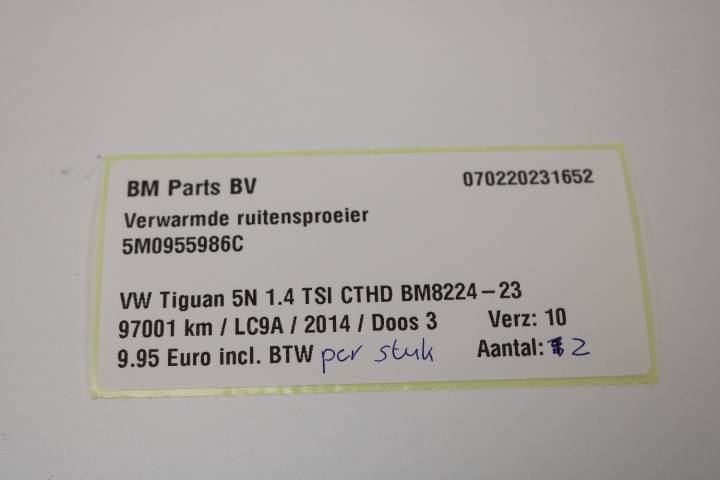 BM Parts BV 070220231652
Verwarmde ruitensproeier
5M0955986C
VW Tiguan 5N 1.4 TSI CTHD BM8224-23
97001 km / LC9A / 2014 / Doos 3 Verz: 10
9.95 Euro incl. BTW per stuk Aantal: 2